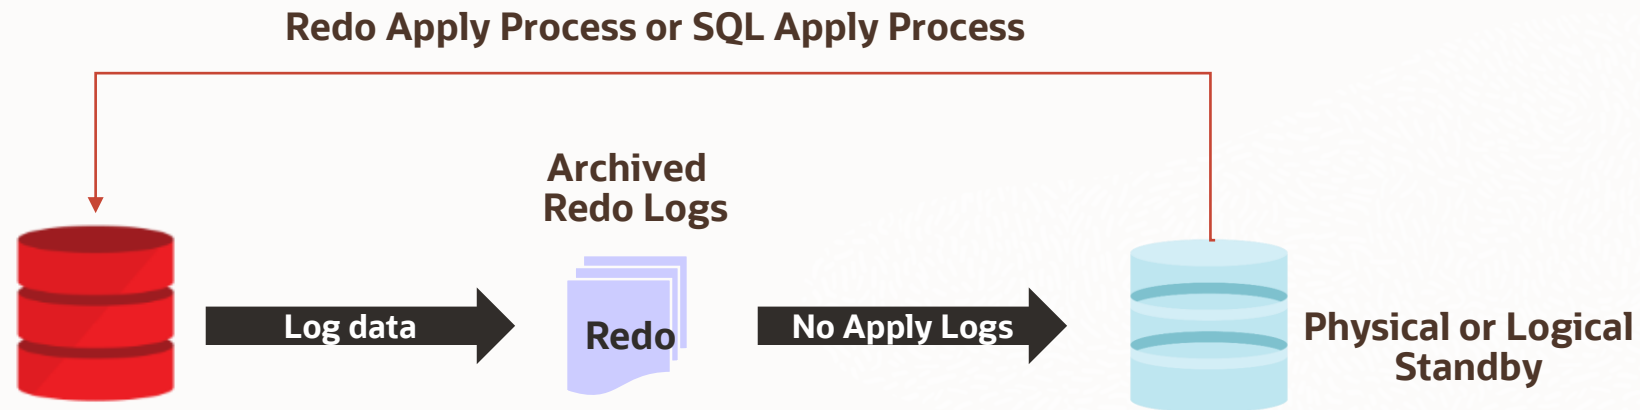 Redo Apply Process or SQL Apply Process
Archived
Redo Logs
Log data
Redo
No Apply Logs
Physical or Logical
Standby